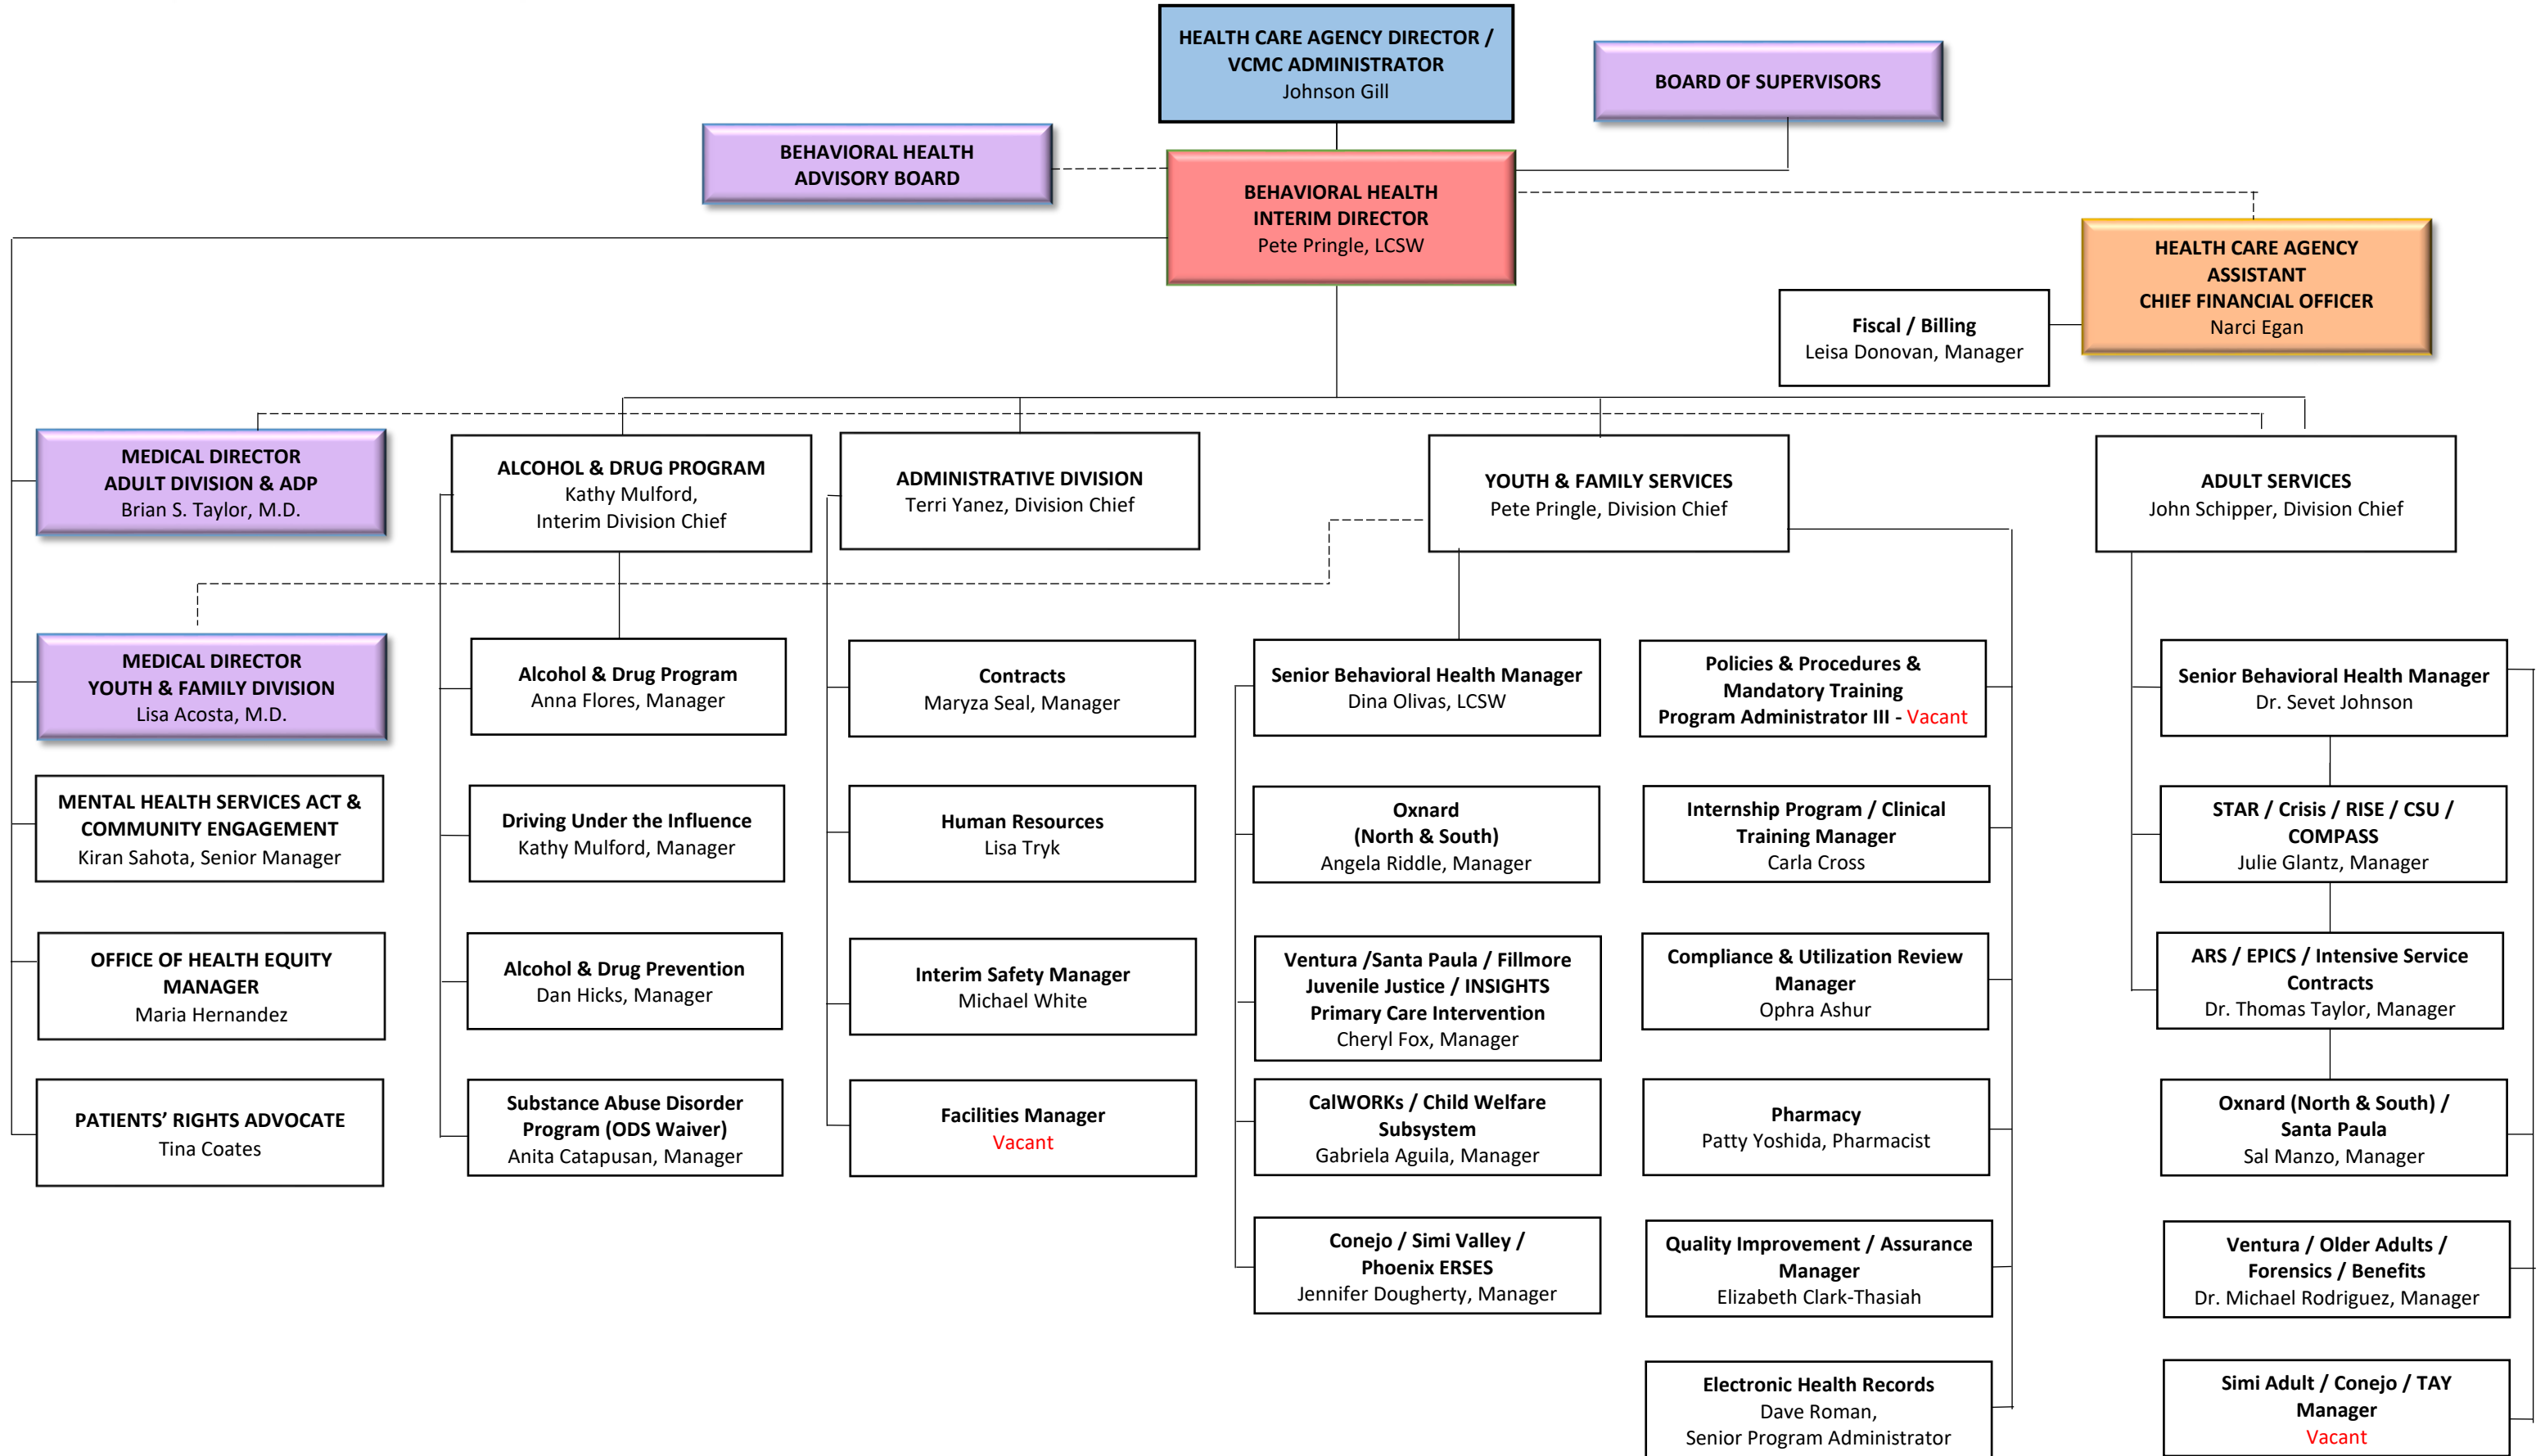 HEALTH CARE AGENCY DIRECTOR /
VCMC ADMINISTRATOR
Johnson Gill
BOARD OF SUPERVISORS
BEHAVIORAL HEALTH
ADVISORY BOARD
BEHAVIORAL HEALTH
INTERIM DIRECTOR
Pete Pringle, LCSW
HEALTH CARE AGENCY
ASSISTANT
CHIEF FINANCIAL OFFICER
Narci Egan
Fiscal / Billing
Leisa Donovan, Manager
MEDICAL DIRECTOR
ADULT DIVISION & ADP
Brian S. Taylor, M.D.
MEDICAL DIRECTOR
YOUTH & FAMILY DIVISION
Lisa Acosta, M.D.
MENTAL HEALTH SERVICES ACT &
COMMUNITY ENGAGEMENT
Kiran Sahota, Senior Manager
OFFICE OF HEALTH EQUITY
MANAGER
Maria Hernandez
PATIENTS’ RIGHTS ADVOCATE
Tina Coates
ALCOHOL & DRUG PROGRAM
Kathy Mulford,
Interim Division Chief
Alcohol & Drug Program
Anna Flores, Manager
Driving Under the Influence
Kathy Mulford, Manager
Alcohol & Drug Prevention
Dan Hicks, Manager
Substance Abuse Disorder
Program (ODS Waiver)
Anita Catapusan, Manager
ADMINISTRATIVE DIVISION
Terri Yanez, Division Chief
Contracts
Maryza Seal, Manager
Human Resources
Lisa Tryk
Interim Safety Manager
Michael White
Facilities Manager
Vacant
YOUTH & FAMILY SERVICES
Pete Pringle, Division Chief
Senior Behavioral Health Manager
Dina Olivas, LCSW
Oxnard
(North & South)
Angela Riddle, Manager
Ventura /Santa Paula / Fillmore
Juvenile Justice / INSIGHTS
Primary Care Intervention
Cheryl Fox, Manager
CalWORKs / Child Welfare
Subsystem
Gabriela Aguila, Manager
Conejo / Simi Valley /
Phoenix ERSES
Jennifer Dougherty, Manager
Policies & Procedures &
Mandatory Training
Program Administrator III - Vacant
Internship Program / Clinical
Training Manager
Carla Cross
Compliance & Utilization Review
Manager
Ophra Ashur
Pharmacy
Patty Yoshida, Pharmacist
Quality Improvement / Assurance
Manager
Elizabeth Clark-Thasiah
Electronic Health Records
Dave Roman,
Senior Program Administrator
ADULT SERVICES
John Schipper, Division Chief
Senior Behavioral Health Manager
Dr. Sevet Johnson
STAR / Crisis / RISE / CSU /
COMPASS
Julie Glantz, Manager
ARS / EPICS / Intensive Service
Contracts
Dr. Thomas Taylor, Manager
Oxnard (North & South) /
Santa Paula
Sal Manzo, Manager
Ventura / Older Adults /
Forensics / Benefits
Dr. Michael Rodriguez, Manager
Simi Adult / Conejo / TAY
Manager
Vacant